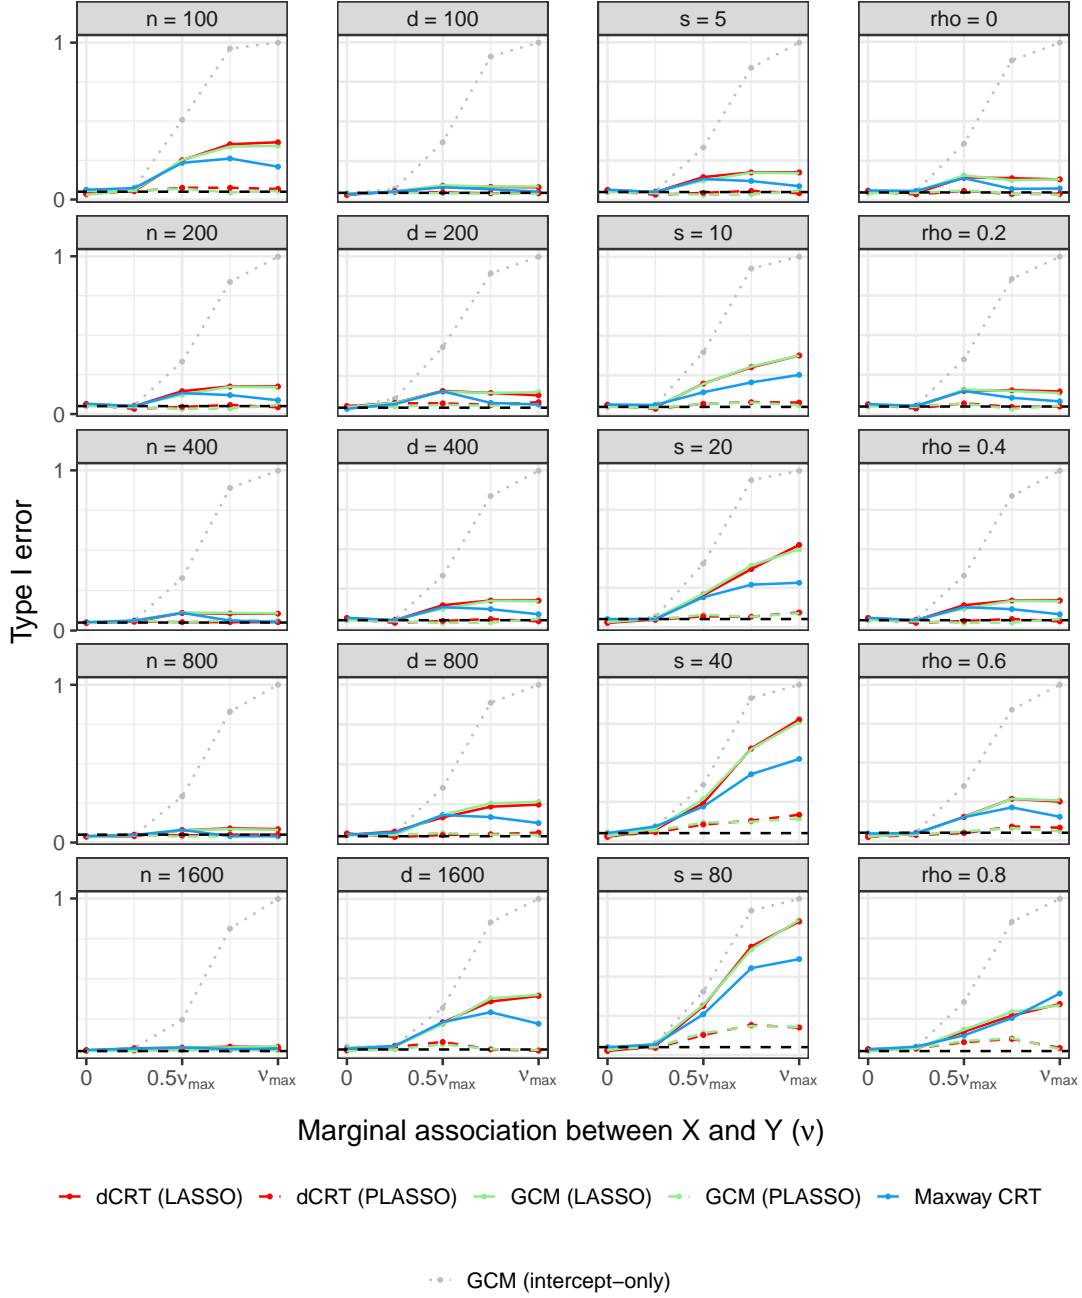 n = 100 d = 100 s = 5 rho = 0
1
0
n = 200 d = 200 s = 10 rho = 0.2
1
0
n = 400 d = 400 s = 20 rho = 0.4
1
0
Type I error
n = 800 d = 800 s = 40 rho = 0.6
1
0
n = 1600 d = 1600 s = 80 rho = 0.8
1
0 0.5νmax νmax 0 0.5νmax νmax 0 0.5νmax νmax 0 0.5νmax νmax
Marginal association between X and Y (ν)
dCRT (LASSO) dCRT (PLASSO) GCM (LASSO) GCM (PLASSO) Maxway CRT
GCM (intercept−only)